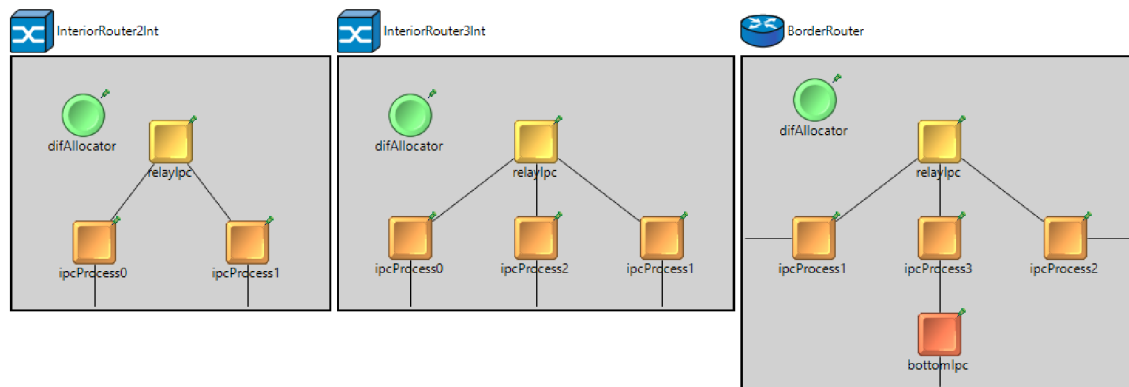 InteriorRouter2Int
InteriorRouter3Int
BorderRouter
difAllocator
relayIpc
ipcProcess0
ipcProcess1
difAllocator
relayIpc
ipcProcess0
ipcProcess2
ipcProcess1
difAllocator
relayIpc
ipcProcess1
ipcProcess3
ipcProcess2
bottomIpc